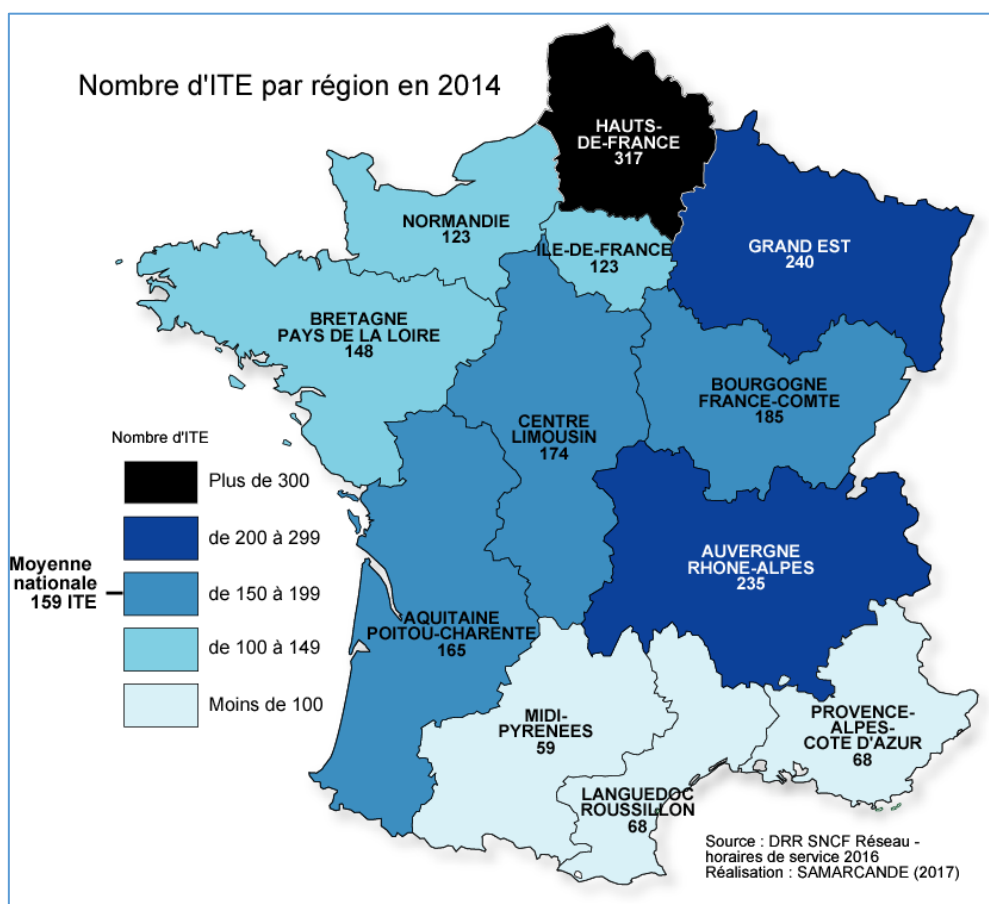 Nombre d'ITE par région en 2014
HAUTS-
DE-FRANCE
317
NORMANDIE
123
ILE-DE-FRANCE
123
GRAND EST
240
BRETAGNE
PAYS DE LA LOIRE
148
BOURGOGNE
FRANCE-COMTE
185
CENTRE
LIMOUSIN
174
Nombre d'ITE
Plus de 300
de 200 à 299
Moyenne
nationale
159 ITE
de 150 à 199
de 100 à 149
Moins de 100
AUVERGNE
RHONE-ALPES
235
AQUITAINE
POITOU-CHARENTE
165
MIDI-
PYRENEES
59
PROVENCE-
ALPES-
COTE D'AZUR
68
LANGUEDOC
ROUSSILLON
68
Source : DRR SNCF Réseau -
horaires de service 2016
Réalisation : SAMARCANDE (2017)